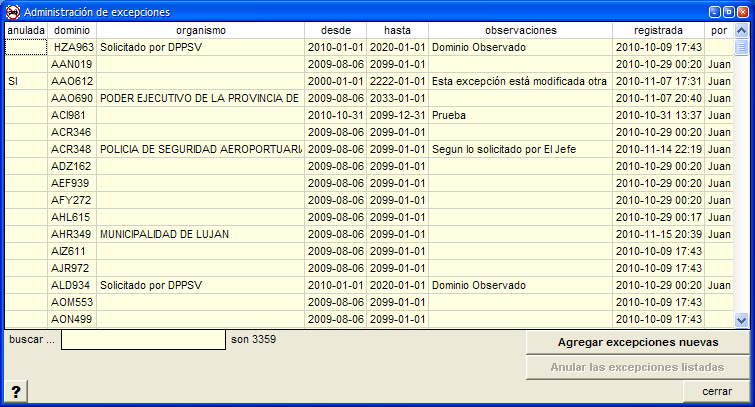 Administración de excepciones
anulada dominio organismo desde hasta observaciones registrada por
HZA963 Solicitado por DPPSV 2010-01-01 2020-01-01 Dominio Observado 2010-10-09 17:43
AAN019 2009-08-06 2099-01-01 2010-10-29 00:20 Juan
SI AAO612 2000-01-01 2222-01-01 Esta excepción está modificada otra 2010-11-07 17:31 Juan
AAO690 PODER EJECUTIVO DE LA PROVINCIA DE 2009-08-06 2033-01-01 2010-11-07 20:40 Juan
ACI981 2010-10-31 2099-12-31 Prueba 2010-10-31 13:37 Juan
ACR346 2009-08-06 2099-01-01 2010-10-29 00:20 Juan
ACR348 POLICIA DE SEGURIDAD AEROPORTUARIA 2009-08-06 2099-01-01 Segun lo solicitado por El Jefe 2010-11-14 22:19 Juan
ADZ162 2009-08-06 2099-01-01 2010-10-29 00:20 Juan
AEF939 2009-08-06 2099-01-01 2010-10-29 00:20 Juan
AFY272 2009-08-06 2099-01-01 2010-10-29 00:20 Juan
AHL615 2009-08-06 2099-01-01 2010-10-29 00:17 Juan
AHR349 MUNICIPALIDAD DE LUJAN 2009-08-06 2099-01-01 2010-11-15 20:39 Juan
AIZ611 2009-08-06 2099-01-01 2010-10-09 17:43
AJR972 2009-08-06 2099-01-01 2010-10-09 17:43
ALD934 Solicitado por DPPSV 2010-01-01 2020-01-01 Dominio Observado 2010-10-29 00:20 Juan
AOM553 2009-08-06 2099-01-01 2010-10-09 17:43
AON499 2009-08-06 2099-01-01 2010-10-09 17:43
buscar ... son 3359
Agregar excepciones nuevas
Anular las excepciones listadas
? cerrar